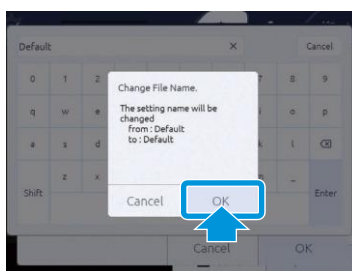 Default × Cancel
0 1 2 7 8 9
q w e i o p
a s d k l
Change File Name.
The setting name will be
changed
from : Default
to : Default
Cancel OK
Shift z x - Enter
Cancel OK